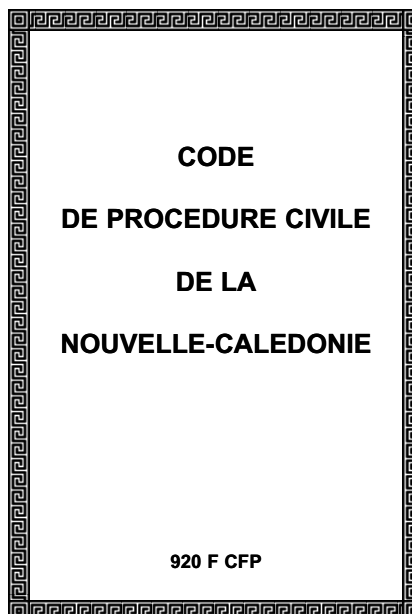 CODE
DE PROCEDURE CIVILE
DE LA
NOUVELLE-CALEDONIE
920 F CFP